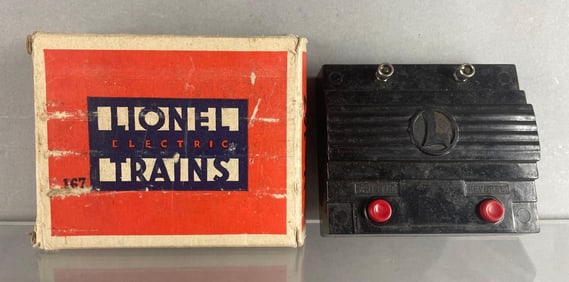 LIONEL
ELECTRIC
TRAINS
167
L